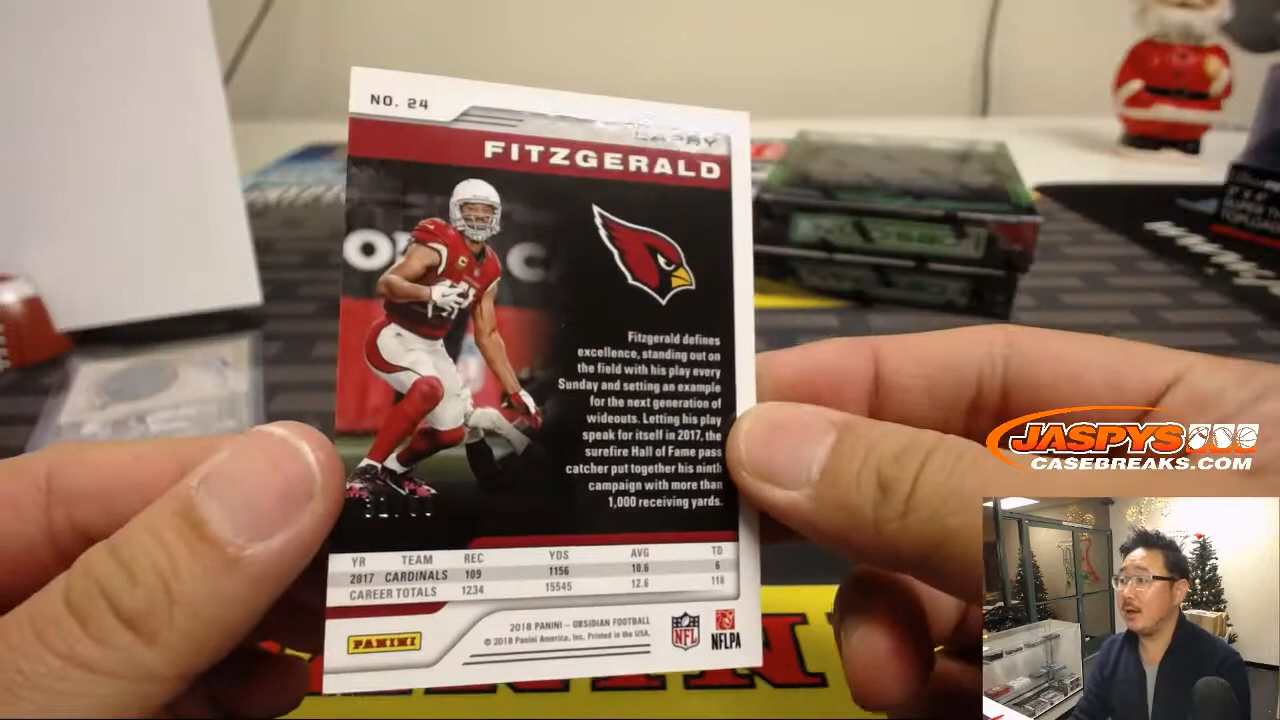 NO. 24
LARRY
FITZGERALD
Fitzgerald defines
excellence, standing out on
the field with his play every
Sunday and setting an example
for the next generation of
wideouts. Letting his play
speak for itself in 2017, the
surefire Hall of Fame pass
catcher put together his ninth
campaign with more than
1,000 receiving yards.
YR TEAM REC YDS AVG TD
2017 CARDINALS 109 1156 10.6 6
CAREER TOTALS 1234 15545 12.6 110
PANINI
2018 PANINI – OBSIDIAN FOOTBALL
© 2018 Panini America, Inc. Printed in the USA.
NFL
NFLPA
JASPYS
CASEBREAKS.COM